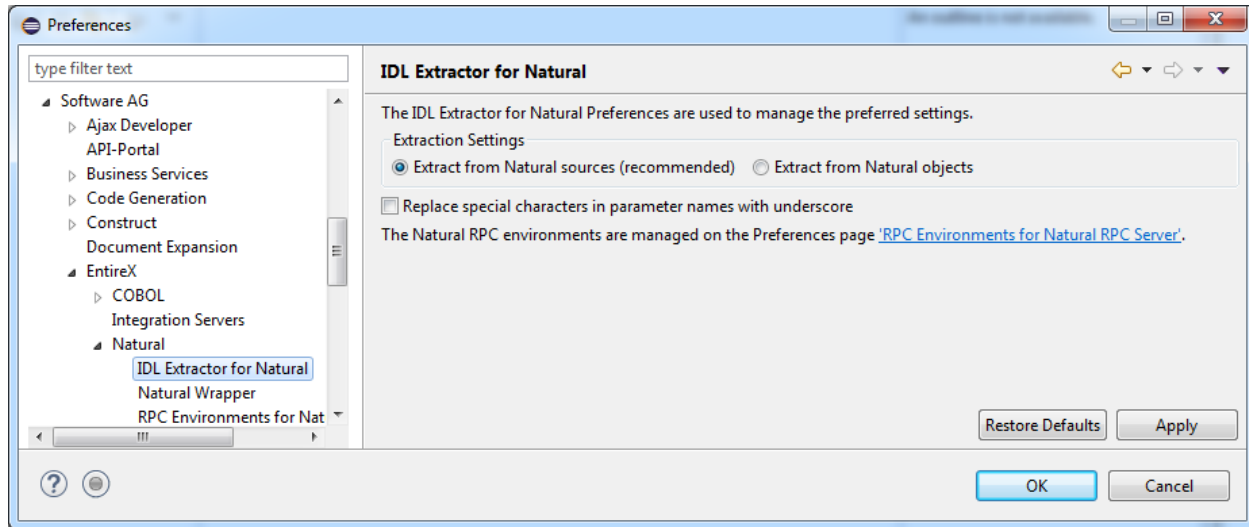 Preferences
type filter text
IDL Extractor for Natural
Software AG
Ajax Developer
API-Portal
Business Services
Code Generation
Construct
Document Expansion
EntireX
COBOL
Integration Servers
Natural
IDL Extractor for Natural
Natural Wrapper
RPC Environments for Nat
The IDL Extractor for Natural Preferences are used to manage the preferred settings.
Extraction Settings
Extract from Natural sources (recommended) Extract from Natural objects
Replace special characters in parameter names with underscore
The Natural RPC environments are managed on the Preferences page 'RPC Environments for Natural RPC Server'.
Restore Defaults Apply
OK Cancel